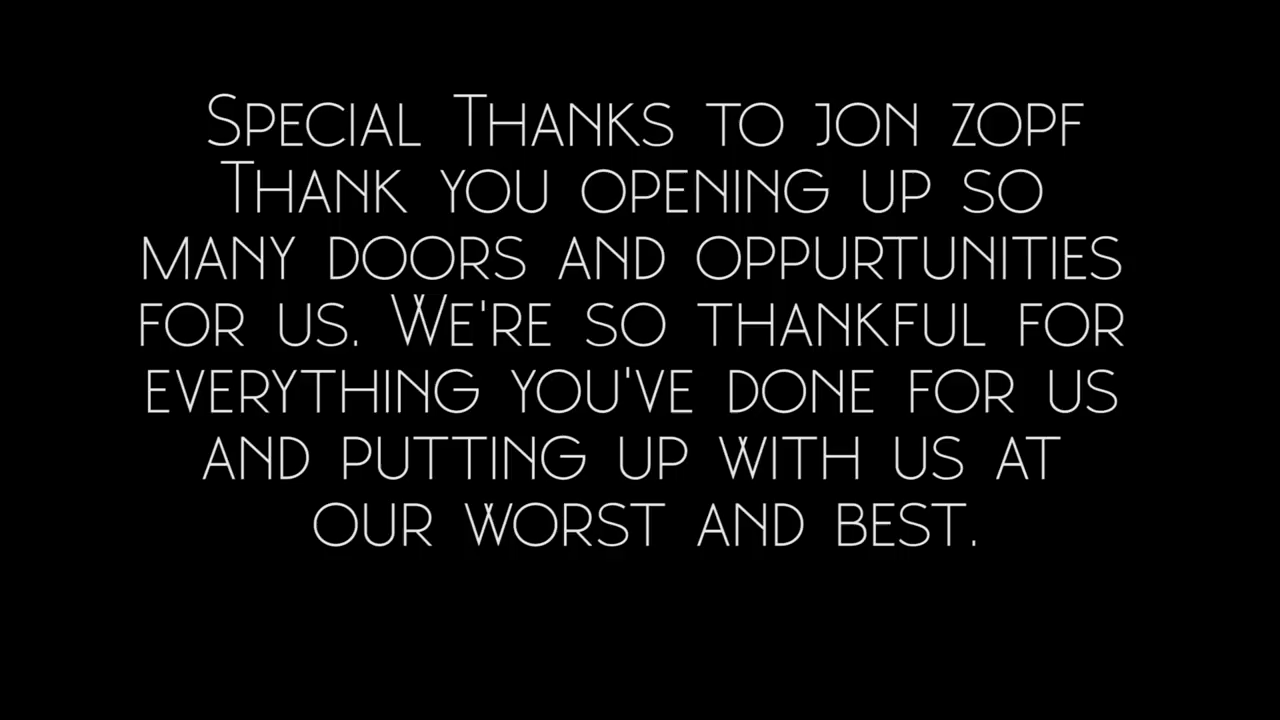 Special Thanks to jon zopf
Thank you opening up so
many doors and oppurtunities
for us. We're so thankful for
everything you've done for us
and putting up with us at
our worst and best.